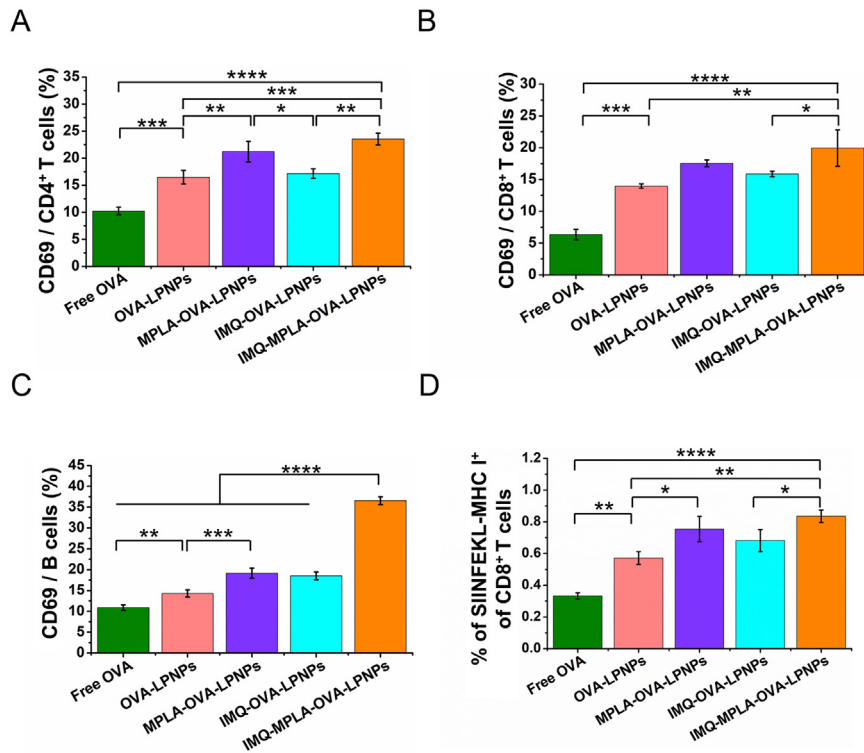 A
CD69 / CD4⁺ T cells (%)
35
30
25
20
15
10
5
0
****
***
**
*
**
***
Free OVA
OVA-LPNPs
MPLA-OVA-LPNPs
IMQ-OVA-LPNPs
IMQ-MPLA-OVA-LPNPs
B
CD69 / CD8⁺ T cells (%)
30
25
20
15
10
5
0
****
**
***
*
Free OVA
OVA-LPNPs
MPLA-OVA-LPNPs
IMQ-OVA-LPNPs
IMQ-MPLA-OVA-LPNPs
C
CD69 / B cells (%)
45
40
35
30
25
20
15
10
5
0
****
**
***
Free OVA
OVA-LPNPs
MPLA-OVA-LPNPs
IMQ-OVA-LPNPs
IMQ-MPLA-OVA-LPNPs
D
% of SIINFEKL-MHC I⁺
of CD8⁺ T cells
1.2
1.0
0.8
0.6
0.4
0.2
0.0
****
**
*
*
**
Free OVA
OVA-LPNPs
MPLA-OVA-LPNPs
IMQ-OVA-LPNPs
IMQ-MPLA-OVA-LPNPs